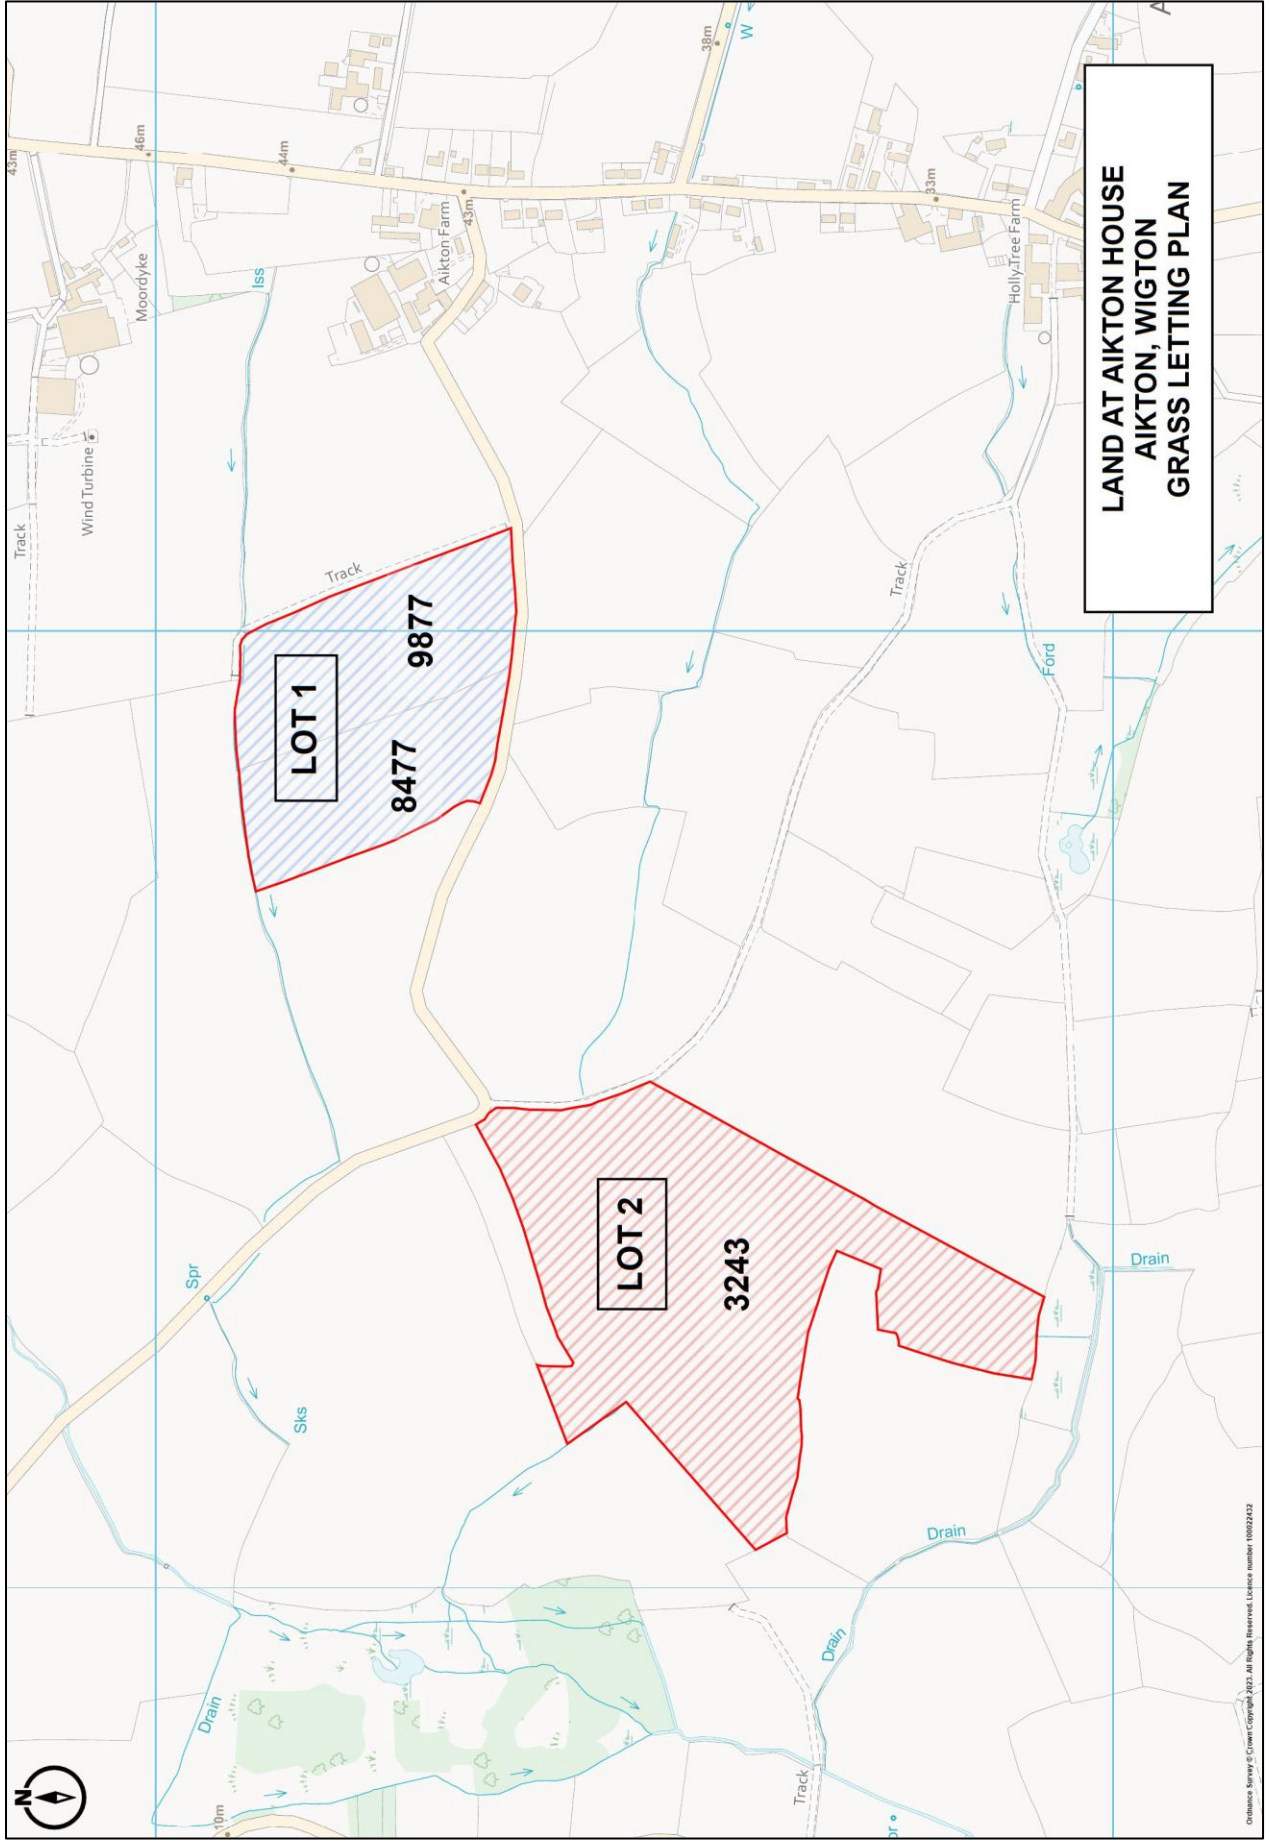 LAND AT AIKTON HOUSE
AIKTON, WIGTON
GRASS LETTING PLAN
LOT 1
8477
9877
LOT 2
3243
N
10m
Drain
Spr
Sks
Track
Wind Turbine
Moordyke
43m
46m
Iss
44m
Track
Aikton Farm
43m
38m
W
33m
Holly Tree Farm
Track
Ford
Drain
Drain
Drain
Track
A
Ordnance Survey © Crown Copyright 2023. All Rights Reserved. Licence number 100022432